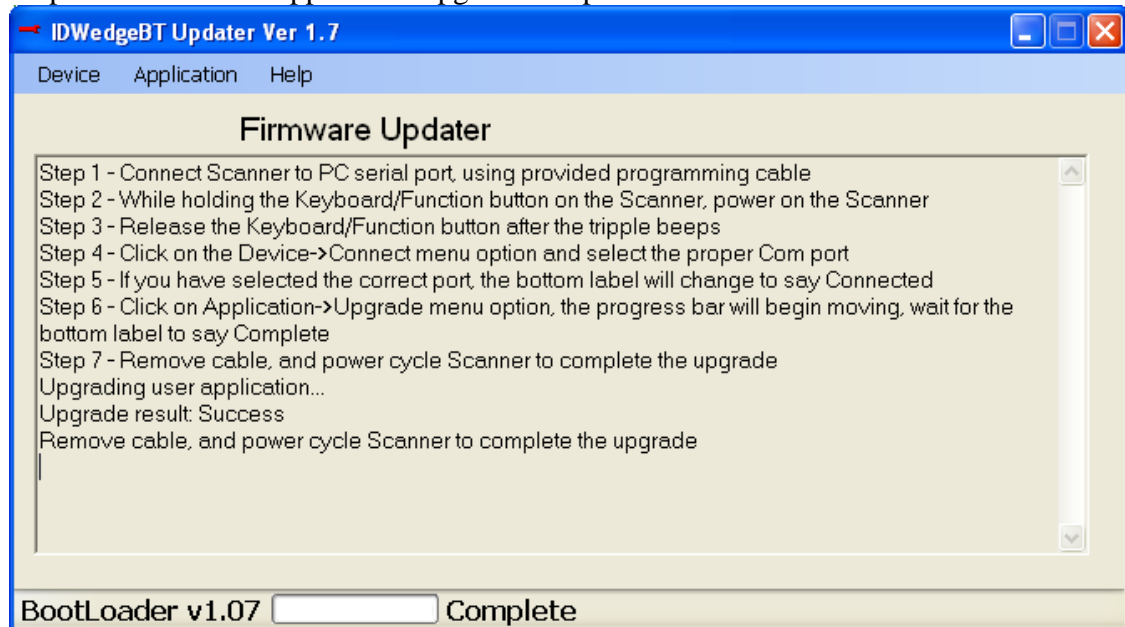 IDWedgeBT Updater Ver 1.7
Device Application Help
Firmware Updater
Step 1 - Connect Scanner to PC serial port, using provided programming cable
Step 2 - While holding the Keyboard/Function button on the Scanner, power on the Scanner
Step 3 - Release the Keyboard/Function button after the tripple beeps
Step 4 - Click on the Device->Connect menu option and select the proper Com port
Step 5 - If you have selected the correct port, the bottom label will change to say Connected
Step 6 - Click on Application->Upgrade menu option, the progress bar will begin moving, wait for the
bottom label to say Complete
Step 7 - Remove cable, and power cycle Scanner to complete the upgrade
Upgrading user application...
Upgrade result: Success
Remove cable, and power cycle Scanner to complete the upgrade
BootLoader v1.07 Complete